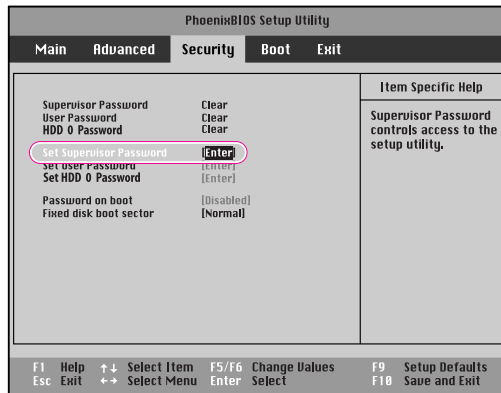 PhoenixBIOS Setup Utility
Main Advanced Security Boot Exit
Item Specific Help
Supervisor Password Clear
User Password Clear
HDD 0 Password Clear
Set Supervisor Password [Enter]
Set User Password [Enter]
Set HDD 0 Password [Enter]
Password on boot [Disabled]
Fixed disk boot sector [Normal]
Supervisor Password
controls access to the
setup utility.
F1 Help ↑↓ Select Item F5/F6 Change Values F9 Setup Defaults
Esc Exit ←→ Select Menu Enter Select F10 Save and Exit